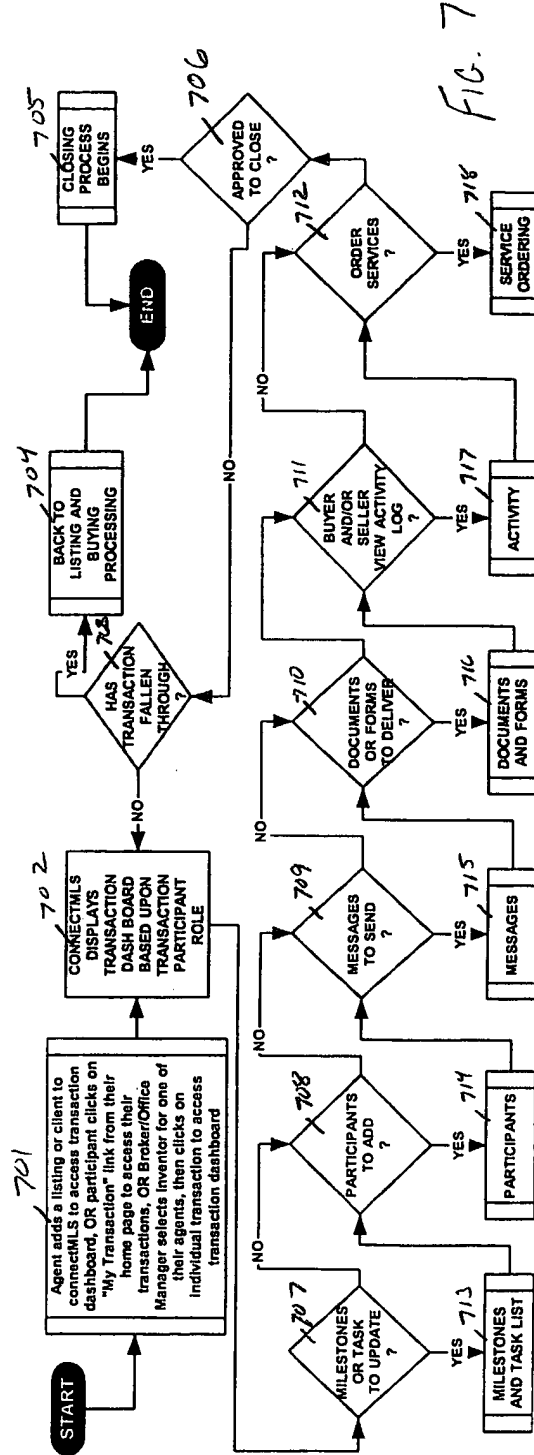 START
701
Agent adds a listing or client to
connectMLS to access transaction
dashboard, OR participant clicks on
"My Transaction" link from their
home page to access their
transactions, OR Broker/Office
Manager selects Inventor for one of
their agents, then clicks on
individual transaction to access
transaction dashboard
702
CONNECTMLS
DISPLAYS
TRANSACTION
DASH BOARD
BASED UPON
TRANSACTION
PARTICIPANT
ROLE
NO
703
HAS
TRANSACTION
FALLEN
THROUGH
?
YES
704
BACK TO
LISTING AND
BUYING
PROCESSING
END
705
CLOSING
PROCESS
BEGINS
YES
706
APPROVED
TO CLOSE
?
NO
707
MILESTONES
OR TASK
TO UPDATE
?
NO
YES
713
MILESTONES
AND TASK LIST
708
PARTICIPANTS
TO ADD
?
NO
YES
714
PARTICIPANTS
709
MESSAGES
TO SEND
?
NO
YES
715
MESSAGES
710
DOCUMENTS
OR FORMS
TO DELIVER
?
NO
YES
716
DOCUMENTS
AND FORMS
711
BUYER
AND/OR
SELLER
VIEW ACTIVITY
LOG
?
NO
YES
717
ACTIVITY
712
ORDER
SERVICES
?
YES
718
SERVICE
ORDERING
FIG. 7